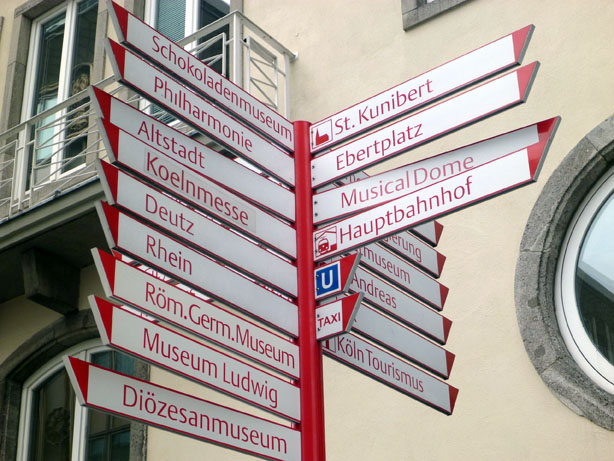 Schokoladenmuseum
Philharmonie
Altstadt
Koelnmesse
Deutz
Rhein
Röm.Germ.Museum
Museum Ludwig
Diözesanmuseum
St. Kunibert
Ebertplatz
Musical Dome
Hauptbahnhof
U
TAXI
Andreas
Köln Tourismus